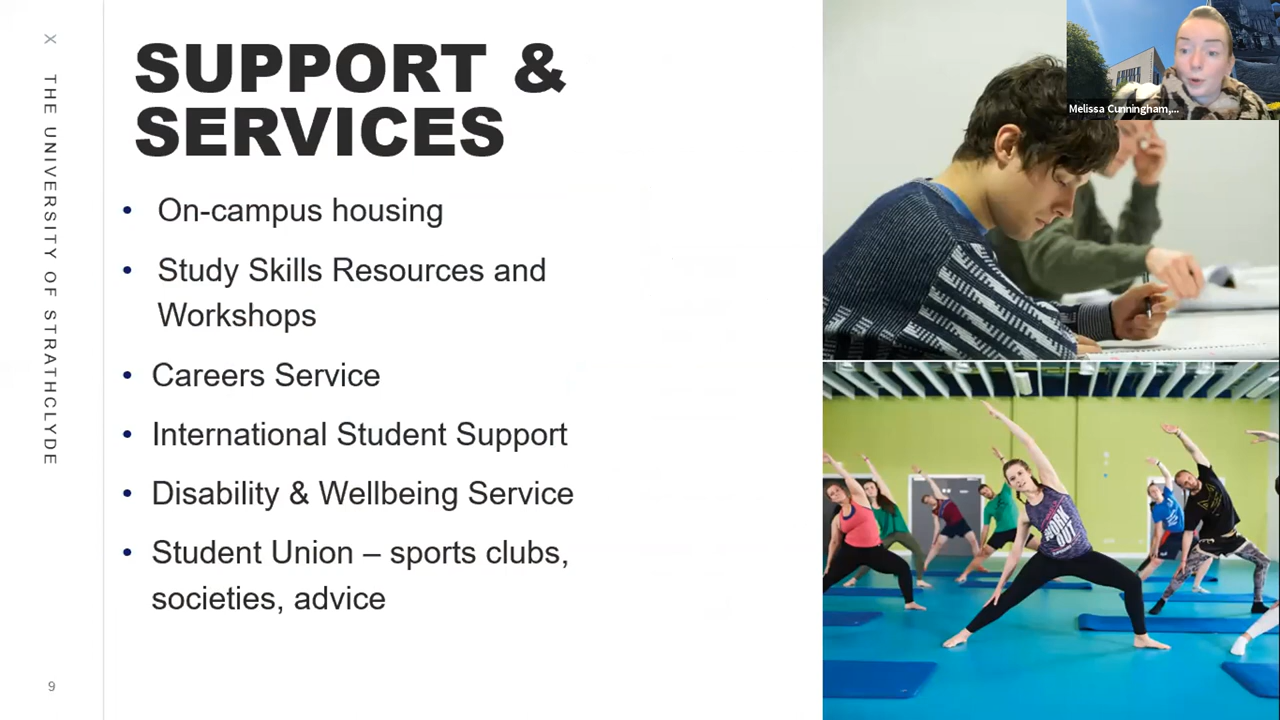 X THE UNIVERSITY OF STRATHCLYDE
SUPPORT &
SERVICES
• On-campus housing
• Study Skills Resources and
Workshops
• Careers Service
• International Student Support
• Disability & Wellbeing Service
• Student Union – sports clubs,
societies, advice
9
Melissa Cunningham,...
WORK
OUT